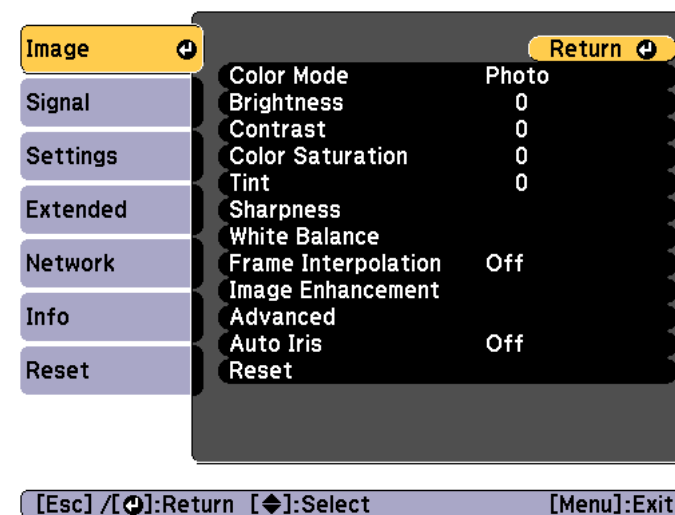 Image
Signal
Settings
Extended
Network
Info
Reset
Return
Color Mode Photo
Brightness 0
Contrast 0
Color Saturation 0
Tint 0
Sharpness
White Balance
Frame Interpolation Off
Image Enhancement
Advanced
Auto Iris Off
Reset
[Esc] /[⏎]:Return [◆]:Select [Menu]:Exit